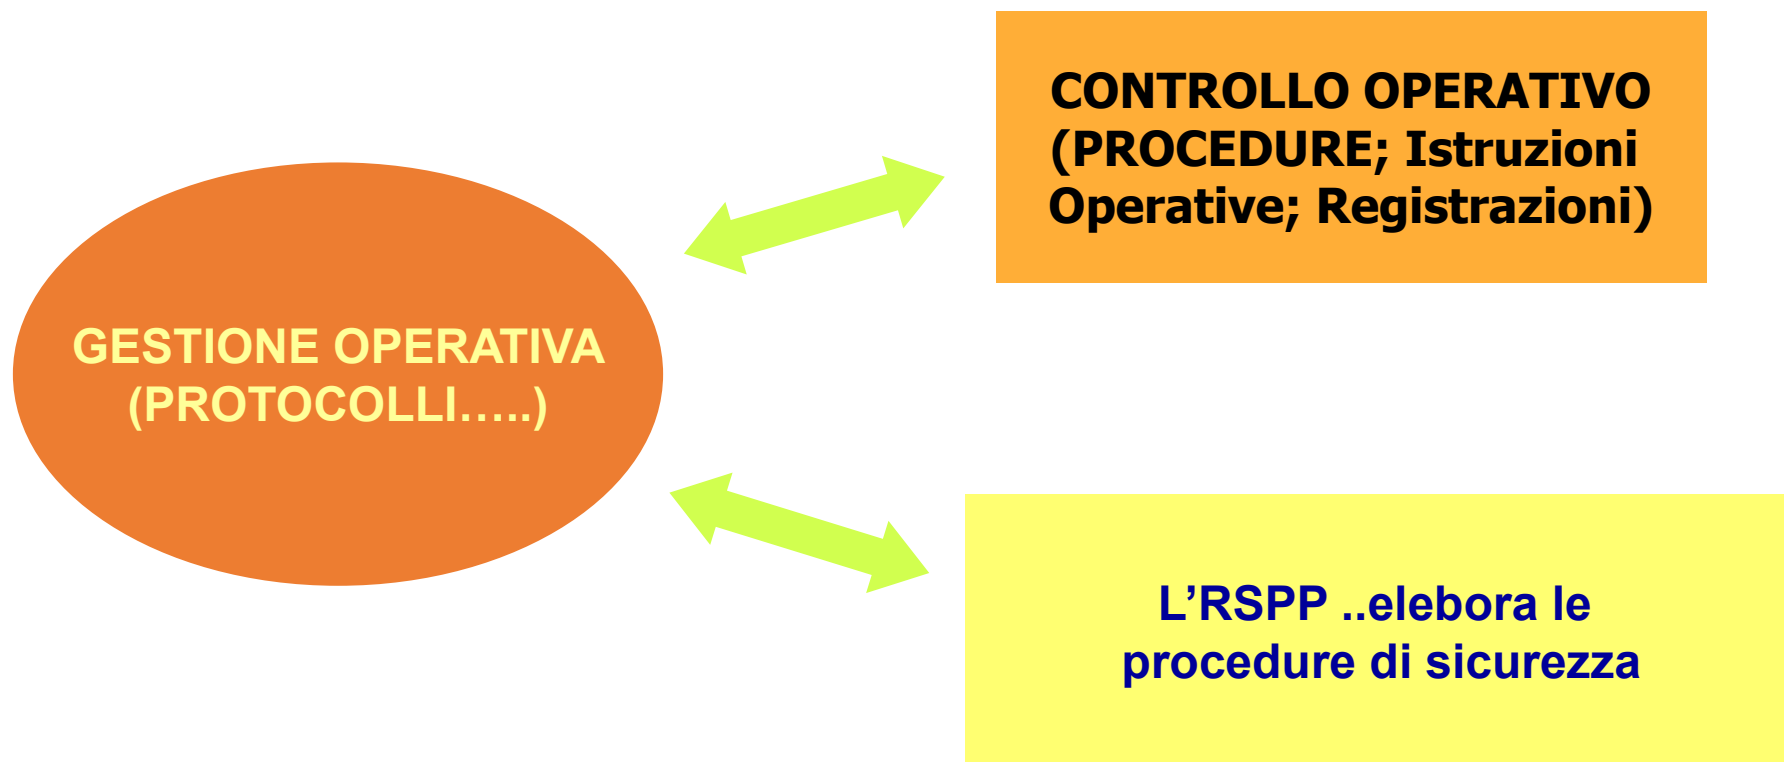 GESTIONE OPERATIVA
(PROTOCOLLI…..)
CONTROLLO OPERATIVO
(PROCEDURE; Istruzioni
Operative; Registrazioni)
L’RSPP ..elebora le
procedure di sicurezza